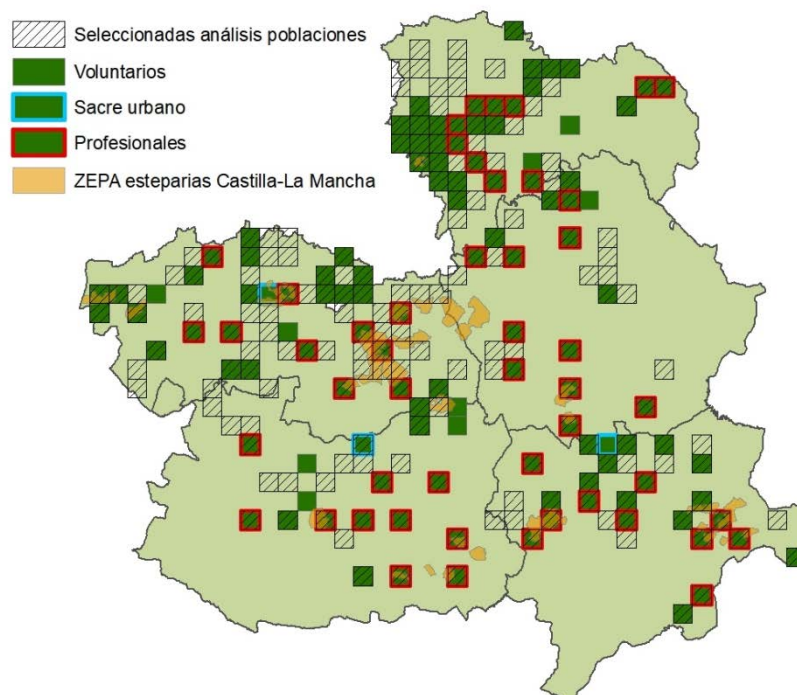 Seleccionadas análisis poblaciones
Voluntarios
Sacre urbano
Profesionales
ZEPA esteparias Castilla-La Mancha